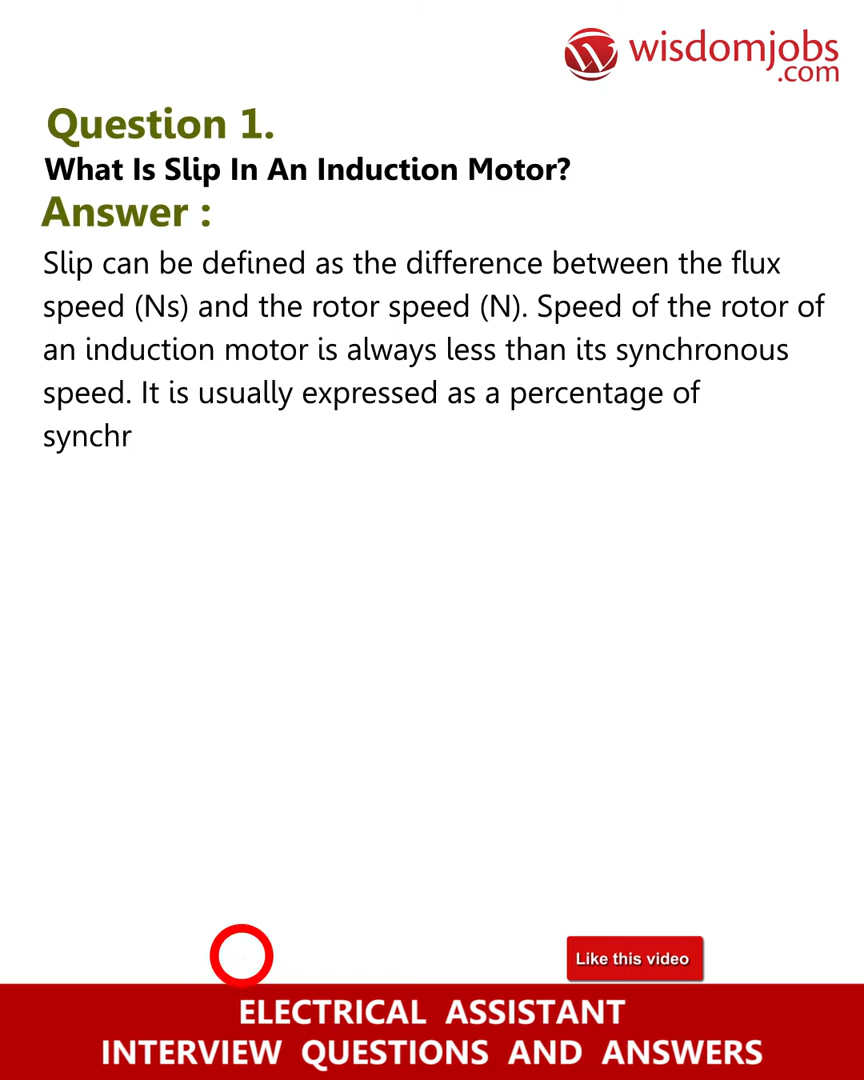 wisdomjobs
.com
Question 1.
What Is Slip In An Induction Motor?
Answer :
Slip can be defined as the difference between the flux
speed (Ns) and the rotor speed (N). Speed of the rotor of
an induction motor is always less than its synchronous
speed. It is usually expressed as a percentage of
synchr
Like this video
ELECTRICAL ASSISTANT
INTERVIEW QUESTIONS AND ANSWERS